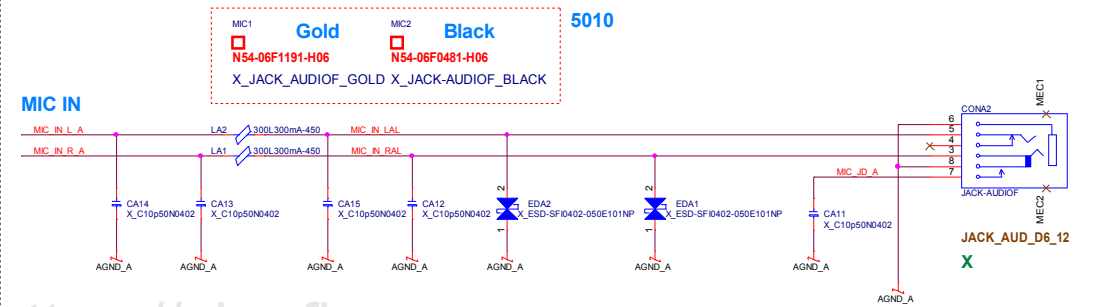 MIC1 Gold MIC2 Black 5010
N54-06F1191-H06 N54-06F0481-H06
X_JACK_AUDIOF_GOLD X_JACK-AUDIOF_BLACK
MIC IN
MIC_IN_L_A LA2 300L300mA-450 MIC_IN_LAL
MIC_IN_R_A LA1 300L300mA-450 MIC_IN_RAL
CONA2 MEC1
6
5
4
3
8
7
MIC_JD_A
JACK-AUDIOF
MEC2
CA14
X_C10p50N0402
CA13
X_C10p50N0402
CA15
X_C10p50N0402
CA12
X_C10p50N0402
2
EDA2
X_ESD-SFI0402-050E101NP
1
2
EDA1
X_ESD-SFI0402-050E101NP
1
CA11
X_C10p50N0402
JACK_AUD_D6_12
X
AGND_A AGND_A AGND_A AGND_A AGND_A AGND_A AGND_A
AGND_A